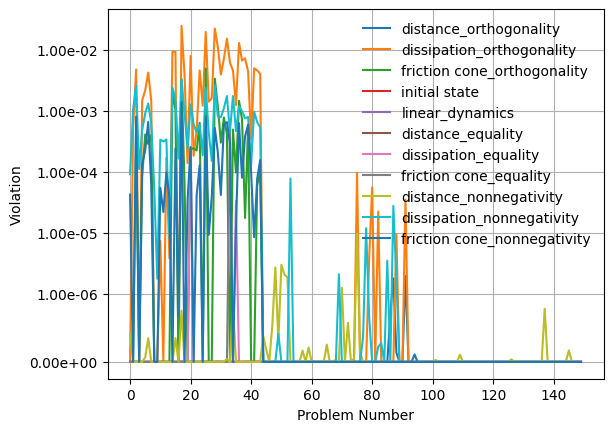 distance_orthogonality
dissipation_orthogonality
friction cone_orthogonality
initial state
linear_dynamics
distance_equality
dissipation_equality
friction cone_equality
distance_nonnegativity
dissipation_nonnegativity
friction cone_nonnegativity
1.00e-02
1.00e-03
1.00e-04
1.00e-05
1.00e-06
0.00e+00
Violation
0 20 40 60 80 100 120 140
Problem Number